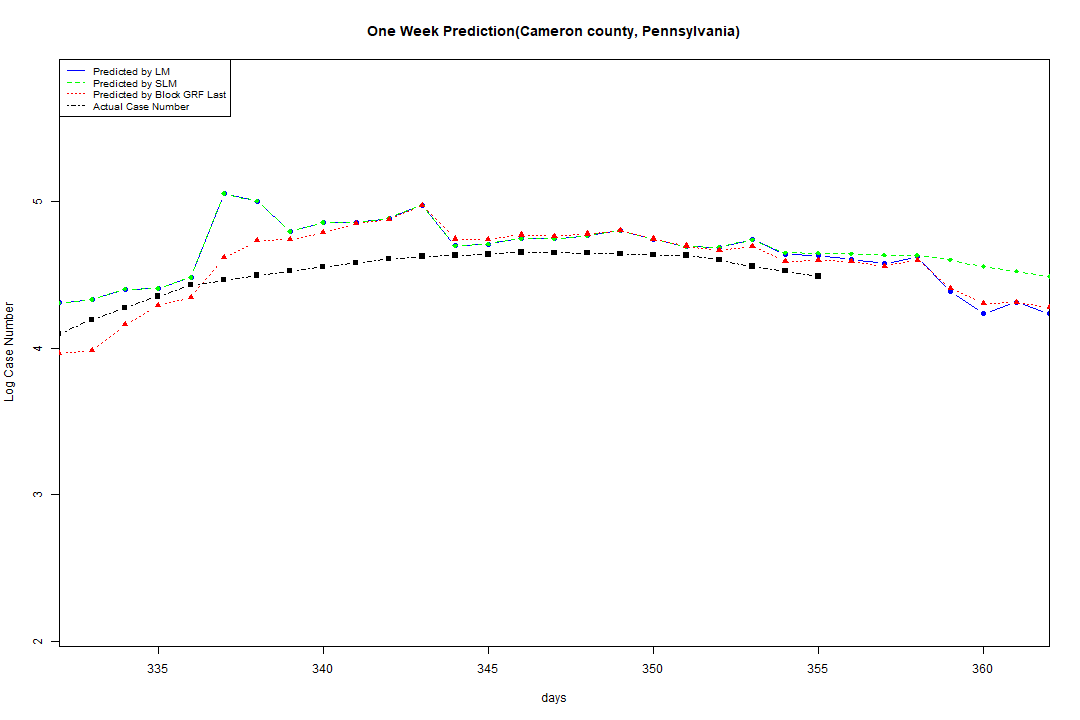 One Week Prediction(Cameron county, Pennsylvania)
Predicted by LM
Predicted by SLM
Predicted by Block GRF Last
Actual Case Number
Log Case Number
5
4
3
2
335 340 345 350 355 360
days